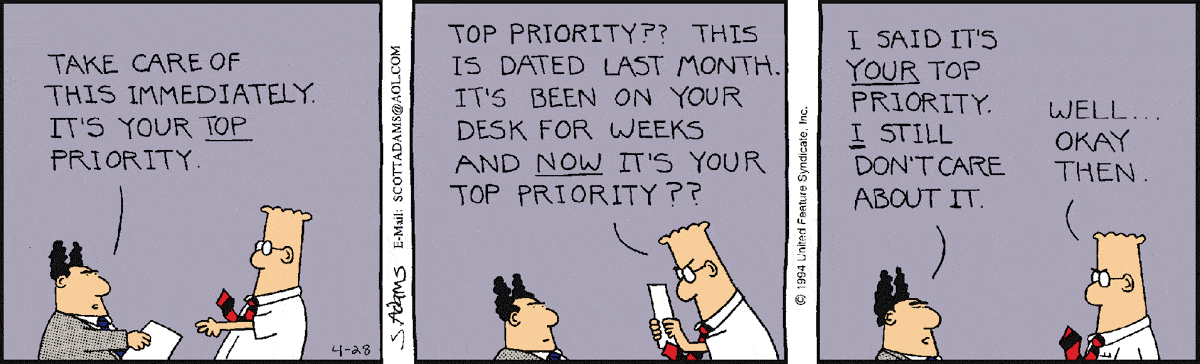 TAKE CARE OF
THIS IMMEDIATELY.
IT'S YOUR TOP
PRIORITY.
4-28
S.ADAMS
E-Mail: SCOTTADAMS@AOL.COM
TOP PRIORITY?? THIS
IS DATED LAST MONTH.
IT'S BEEN ON YOUR
DESK FOR WEEKS
AND NOW IT'S YOUR
TOP PRIORITY??
© 1994 United Feature Syndicate, Inc.
I SAID IT'S
YOUR TOP
PRIORITY.
I STILL
DON'T CARE
ABOUT IT.
WELL...
OKAY
THEN.